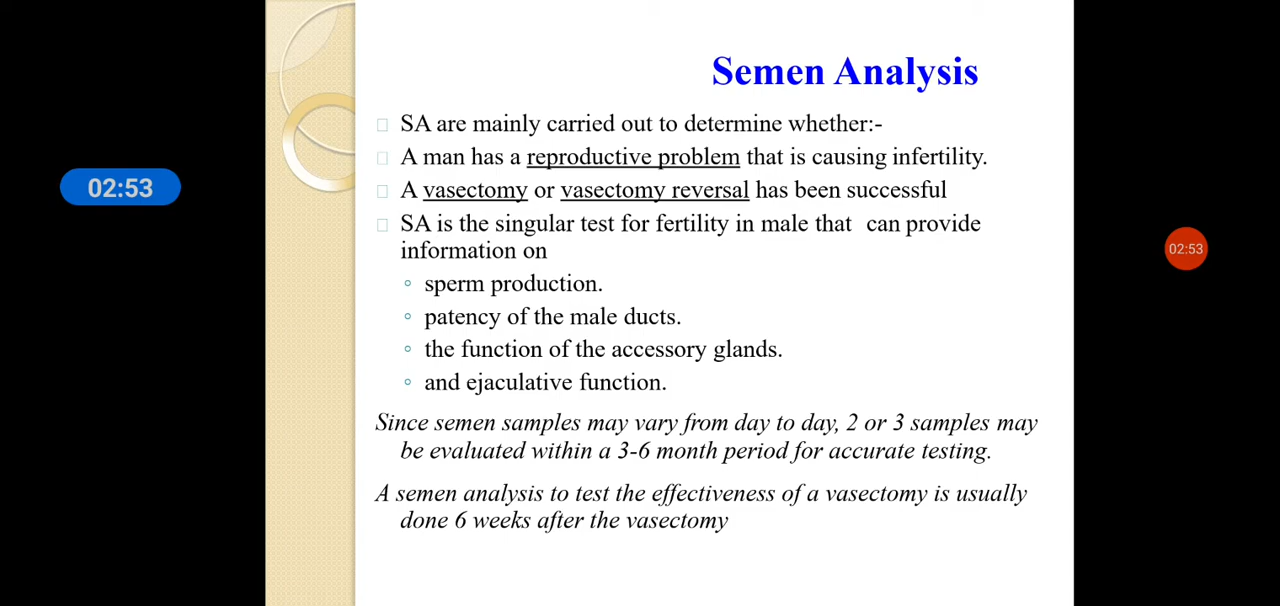 Semen Analysis
SA are mainly carried out to determine whether:-
A man has a reproductive problem that is causing infertility.
A vasectomy or vasectomy reversal has been successful
SA is the singular test for fertility in male that can provide
information on
sperm production.
patency of the male ducts.
the function of the accessory glands.
and ejaculative function.
Since semen samples may vary from day to day, 2 or 3 samples may
be evaluated within a 3-6 month period for accurate testing.
A semen analysis to test the effectiveness of a vasectomy is usually
done 6 weeks after the vasectomy
02:53
02:53